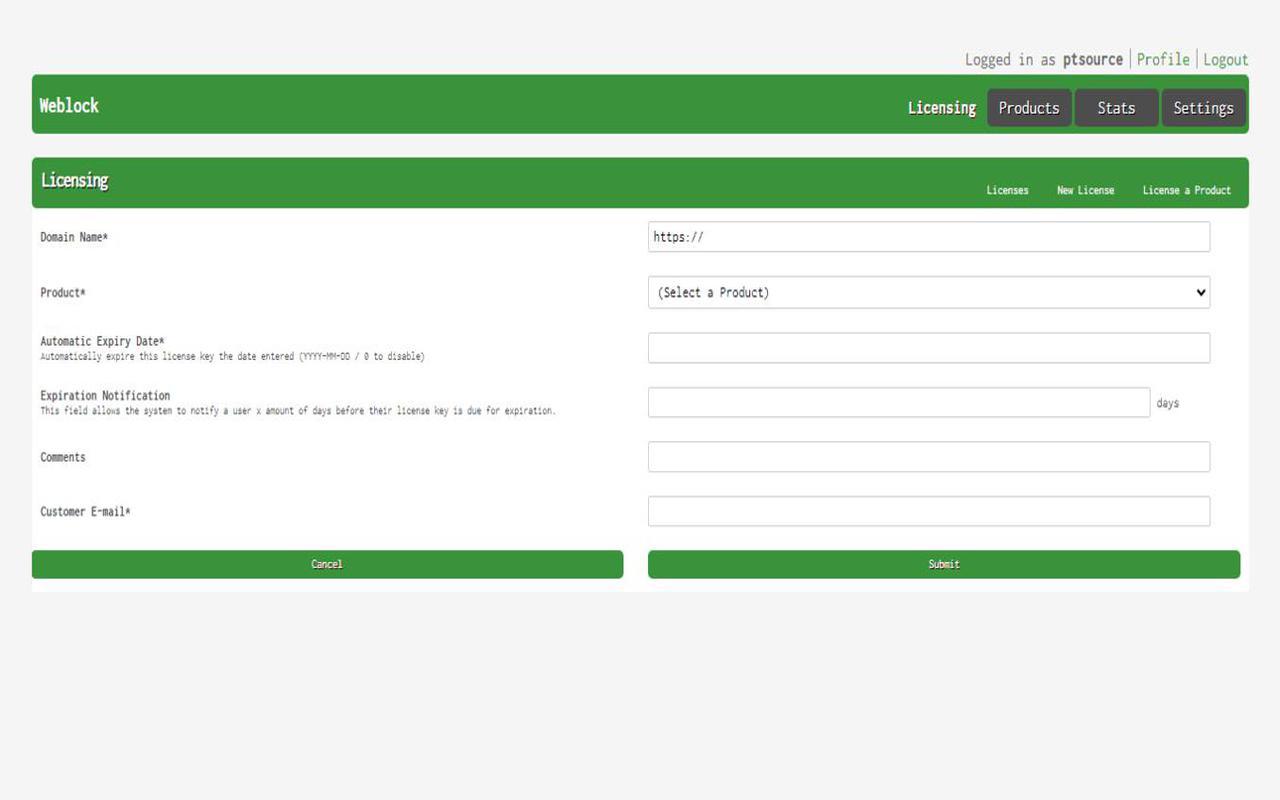 Logged in as ptsource | Profile | Logout
Weblock
Licensing Products Stats Settings
Licensing
Licenses New License License a Product
Domain Name* https://
Product* (Select a Product)
Automatic Expiry Date*
Automatically expire this license key the date entered (YYYY-MM-DD / 0 to disable)
Expiration Notification
This field allows the system to notify a user x amount of days before their license key is due for expiration.
days
Comments
Customer E-mail*
Cancel Submit